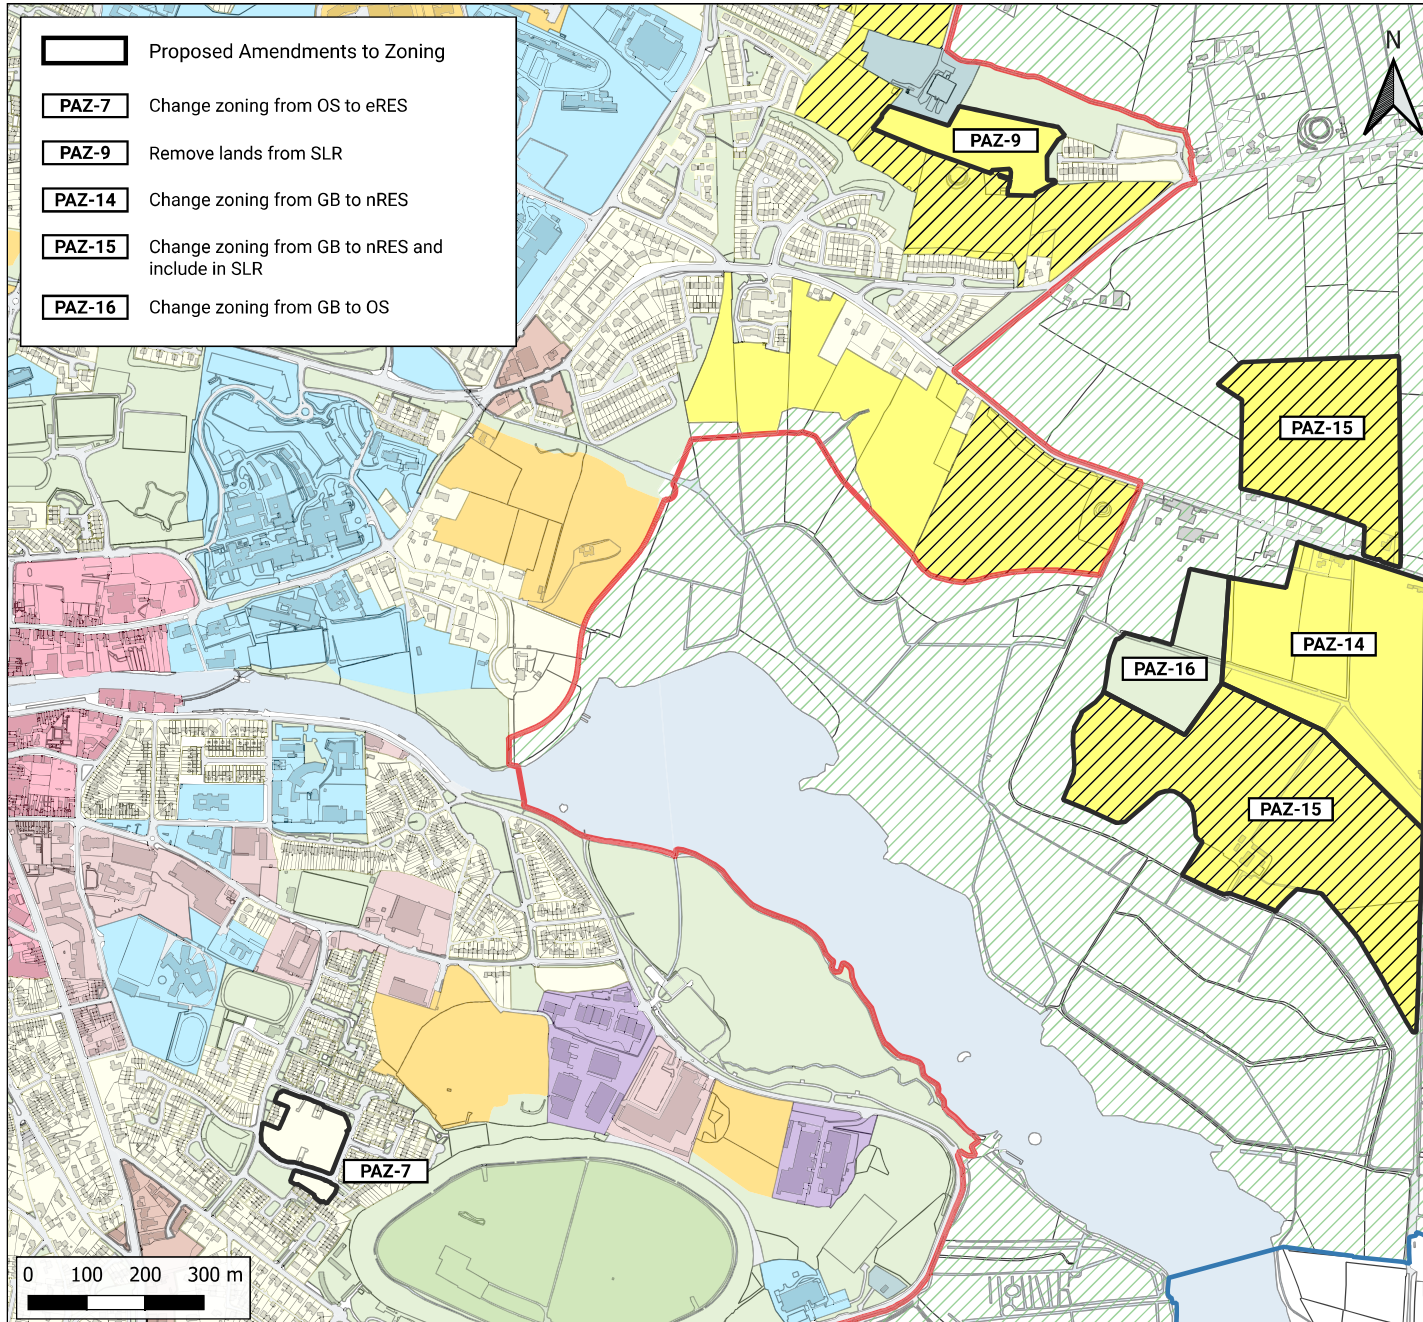 Proposed Amendments to Zoning
PAZ-7 Change zoning from OS to eRES
PAZ-9 Remove lands from SLR
PAZ-14 Change zoning from GB to nRES
PAZ-15 Change zoning from GB to nRES and
include in SLR
PAZ-16 Change zoning from GB to OS
N
PAZ-9
PAZ-15
PAZ-14
PAZ-16
PAZ-15
PAZ-7
0 100 200 300 m